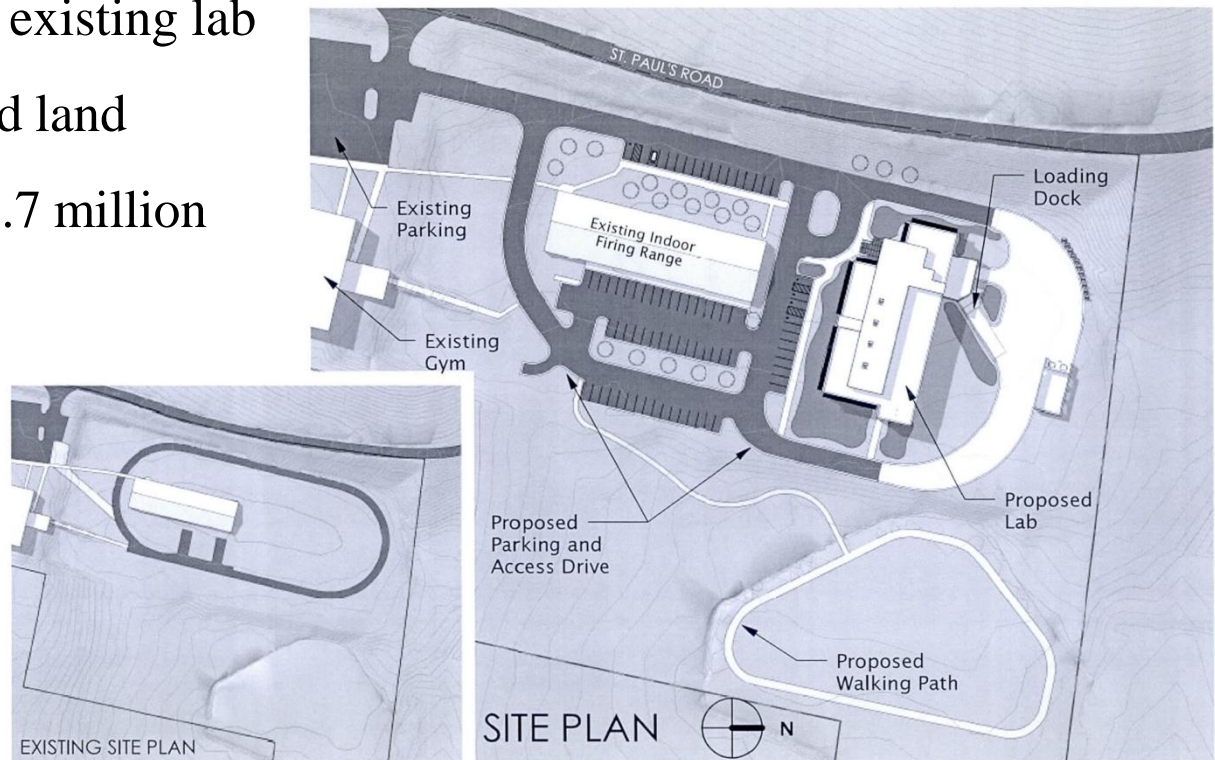 existing lab
d land
.7 million
ST. PAUL'S ROAD
Loading
Dock
Existing
Parking
Existing Indoor
Firing Range
Existing
Gym
Proposed
Lab
Proposed
Parking and
Access Drive
Proposed
Walking Path
SITE PLAN
N
EXISTING SITE PLAN